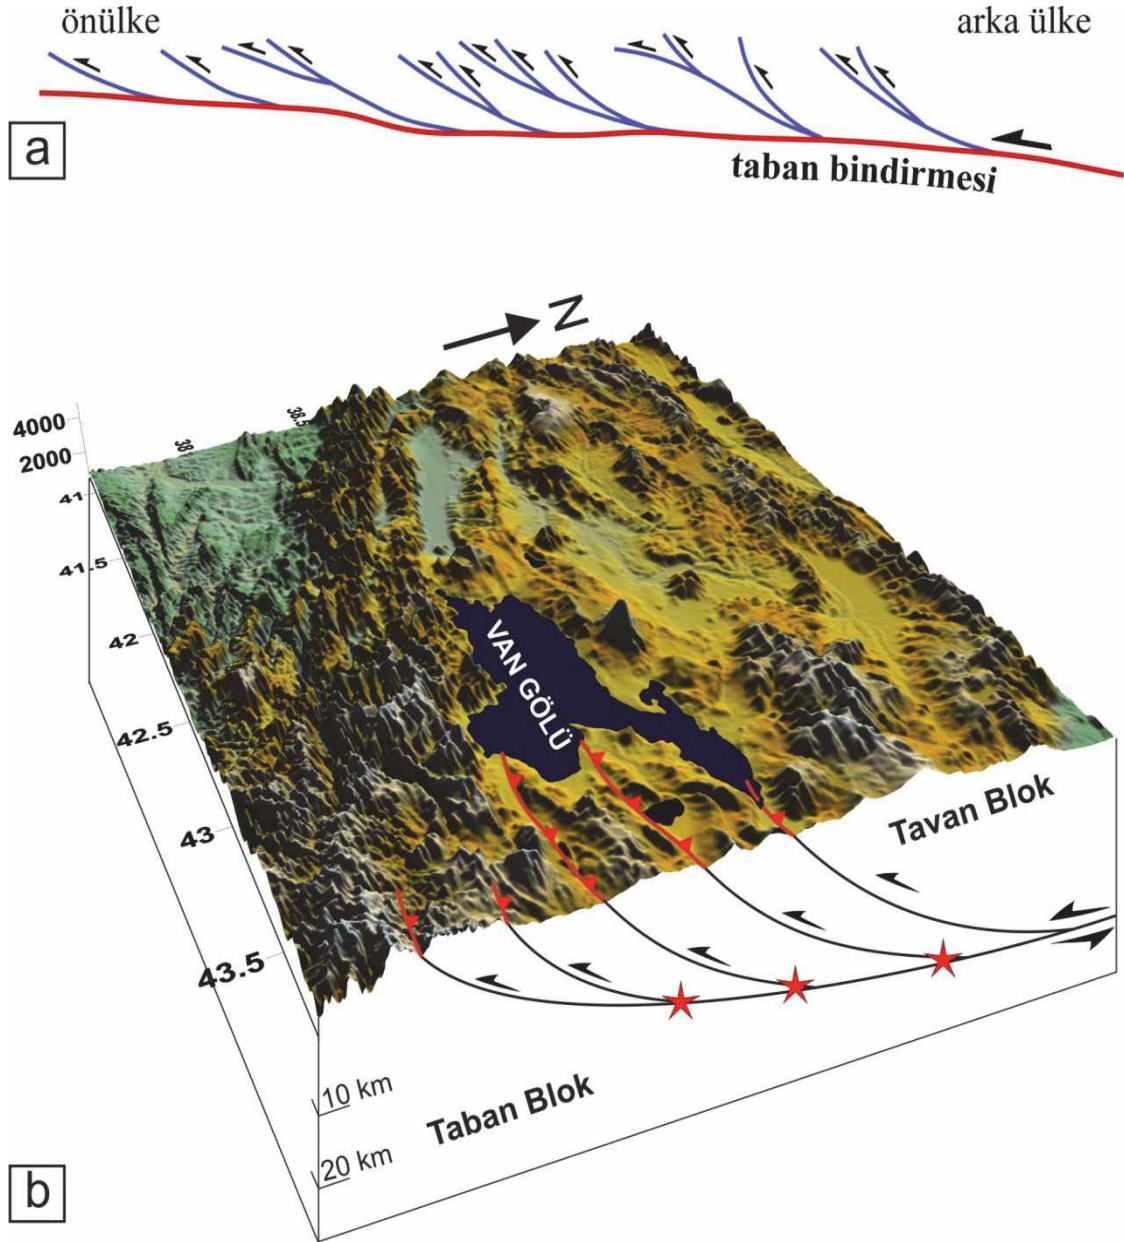 önülke
arka ülke
a
taban bindirmesi
N
4000
2000
38
38.5
41
41.5
42
42.5
43
43.5
VAN GÖLÜ
Tavan Blok
10 km
20 km
Taban Blok
b